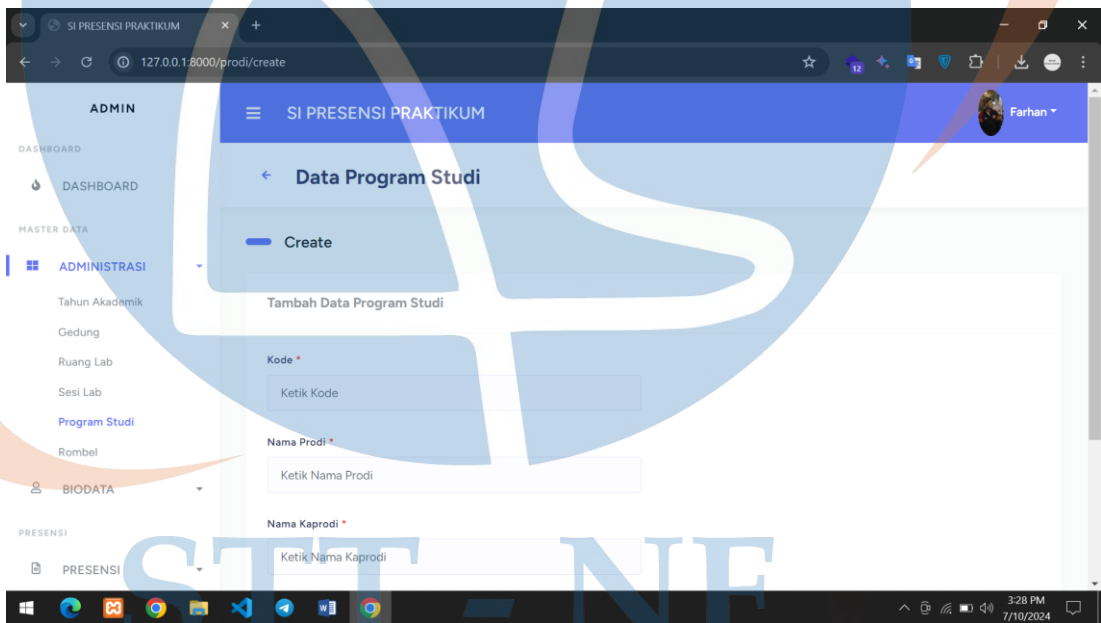 SI PRESENSI PRAKTIKUM
127.0.0.1:8000/prodi/create
12
ADMIN
SI PRESENSI PRAKTIKUM
Farhan
DASHBOARD
DASHBOARD
Data Program Studi
MASTER DATA
Create
ADMINISTRASI
Tahun Akademik
Tambah Data Program Studi
Gedung
Ruang Lab
Kode *
Sesi Lab
Ketik Kode
Program Studi
Nama Prodi *
Rombel
Ketik Nama Prodi
BIODATA
Nama Kaprodi *
PRESENSI
Ketik Nama Kaprodi
PRESENSI
STT - NF
3:28 PM
7/10/2024